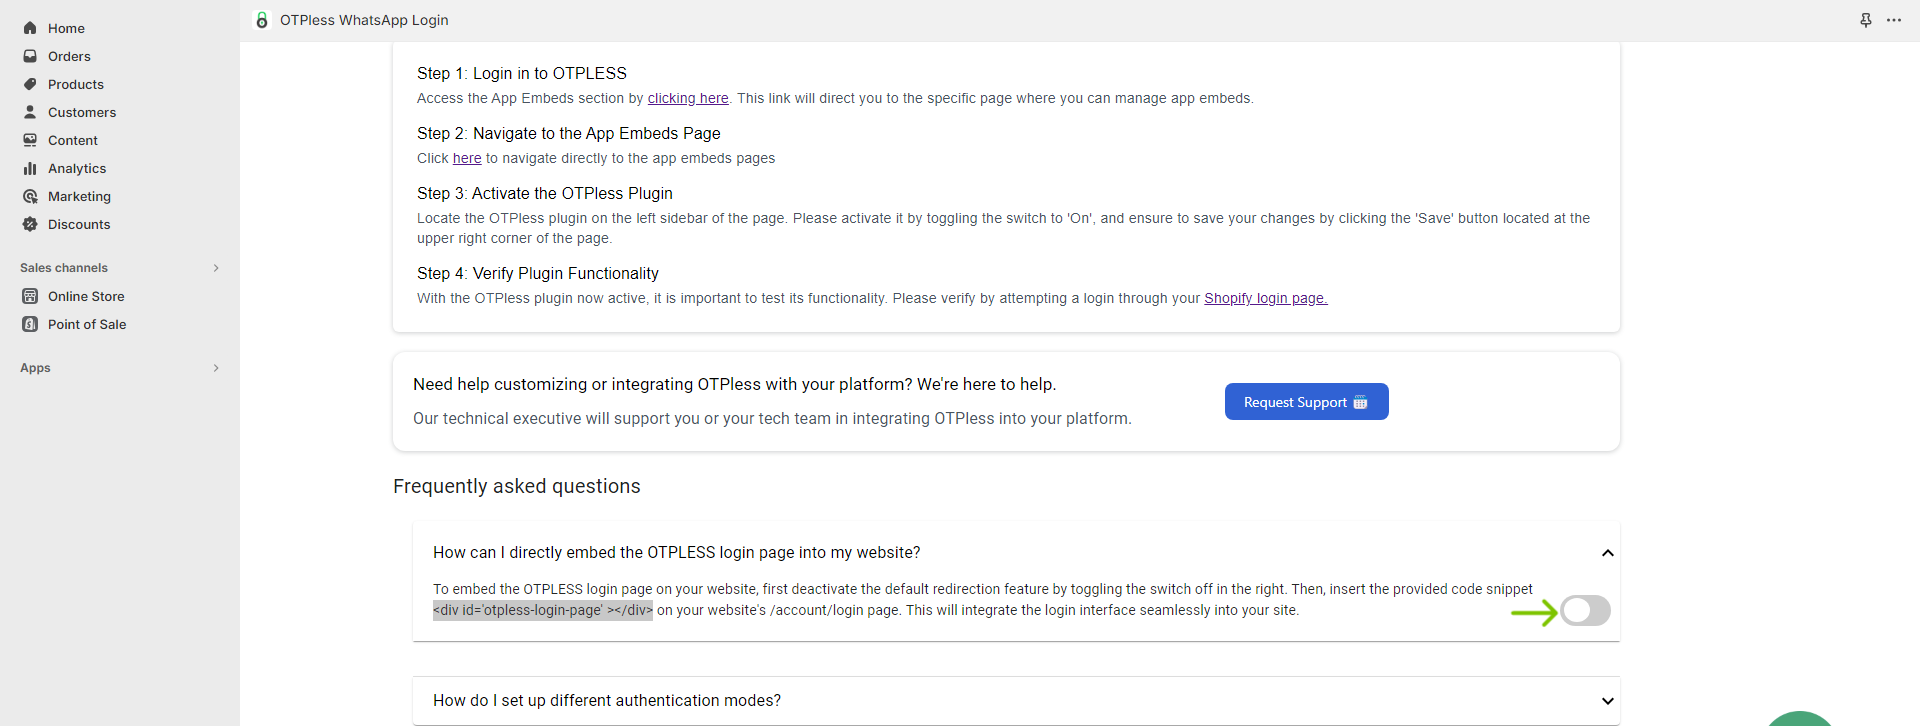 OTPless WhatsApp Login
Home
Orders
Products
Customers
Content
Analytics
Marketing
Discounts
Sales channels
Online Store
Point of Sale
Apps
Step 1: Login in to OTPLESS
Access the App Embeds section by clicking here. This link will direct you to the specific page where you can manage app embeds.
Step 2: Navigate to the App Embeds Page
Click here to navigate directly to the app embeds pages
Step 3: Activate the OTPless Plugin
Locate the OTPless plugin on the left sidebar of the page. Please activate it by toggling the switch to 'On', and ensure to save your changes by clicking the 'Save' button located at the
upper right corner of the page.
Step 4: Verify Plugin Functionality
With the OTPless plugin now active, it is important to test its functionality. Please verify by attempting a login through your Shopify login page.
Need help customizing or integrating OTPless with your platform? We're here to help.
Our technical executive will support you or your tech team in integrating OTPless into your platform.
Request Support
Frequently asked questions
How can I directly embed the OTPLESS login page into my website?
To embed the OTPLESS login page on your website, first deactivate the default redirection feature by toggling the switch off in the right. Then, insert the provided code snippet
<div id='otpless-login-page' ></div> on your website's /account/login page. This will integrate the login interface seamlessly into your site.
How do I set up different authentication modes?